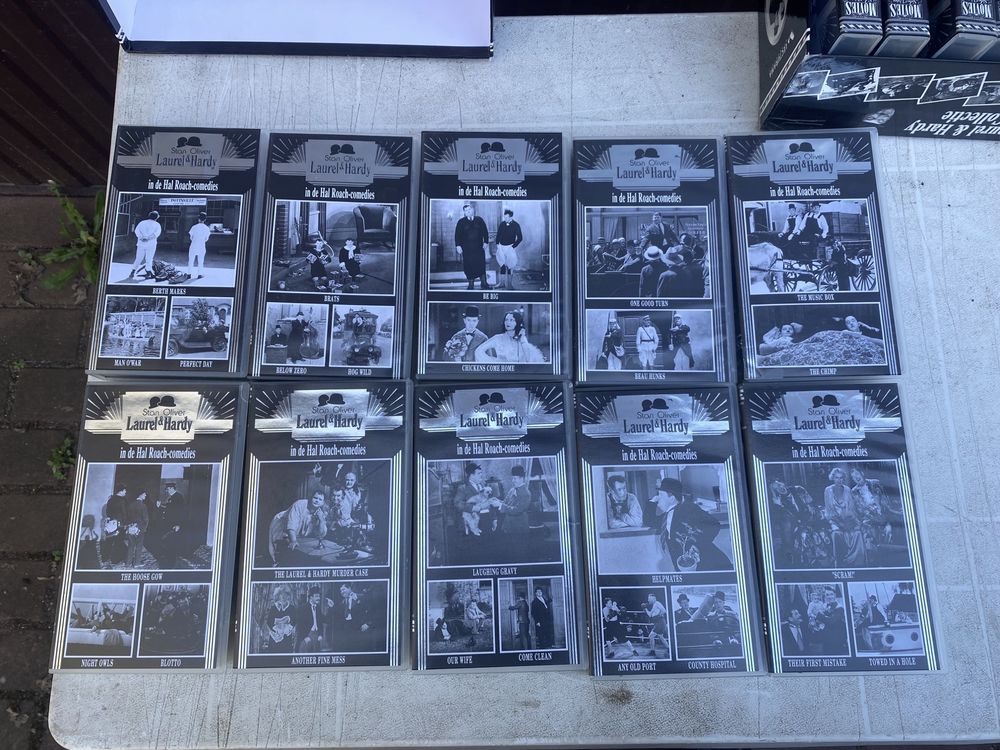 MOVIES
MOVIES
MOVIES
Laurel & Hardy
Collectie
Stan Oliver
Laurel & Hardy
in de Hal Roach-comedies
BERTH MARKS
MAN O'WAR
PERFECT DAY
Stan Oliver
Laurel & Hardy
in de Hal Roach-comedies
BRATS
BELOW ZERO
HOG WILD
Stan Oliver
Laurel & Hardy
in de Hal Roach-comedies
BE BIG
CHICKENS COME HOME
Stan Oliver
Laurel & Hardy
in de Hal Roach-comedies
ONE GOOD TURN
BEAU HUNKS
Stan Oliver
Laurel & Hardy
in de Hal Roach-comedies
THE MUSIC BOX
THE CHIMP
Stan Oliver
Laurel & Hardy
in de Hal Roach-comedies
THE HOOSE GOW
NIGHT OWLS
BLOTTO
Stan Oliver
Laurel & Hardy
in de Hal Roach-comedies
THE LAUREL & HARDY MURDER CASE
ANOTHER FINE MESS
Stan Oliver
Laurel & Hardy
in de Hal Roach-comedies
LAUGHING GRAVY
OUR WIFE
COME CLEAN
Stan Oliver
Laurel & Hardy
in de Hal Roach-comedies
HELPMATES
ANY OLD PORT
COUNTY HOSPITAL
Stan Oliver
Laurel & Hardy
in de Hal Roach-comedies
"SCRAM!"
THEIR FIRST MISTAKE
TOWED IN A HOLE